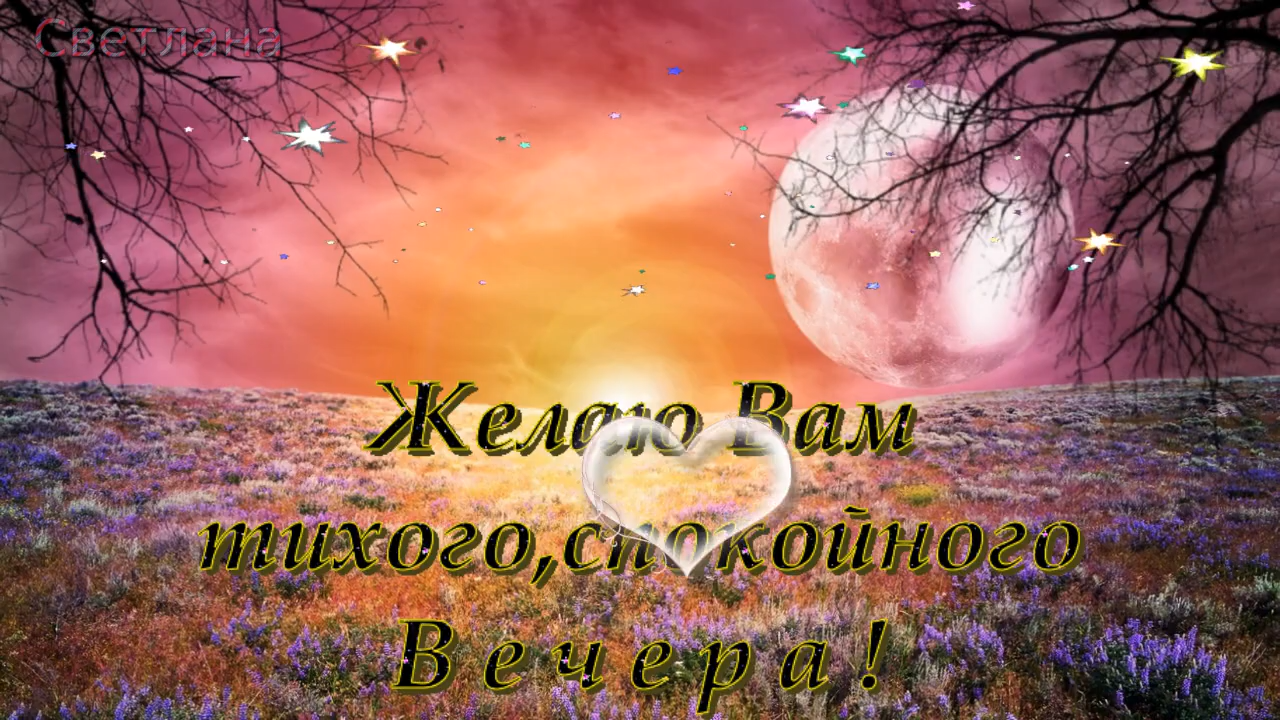 Светлана
Желаю Вам
тихого,спокойного
В е ч е р а !